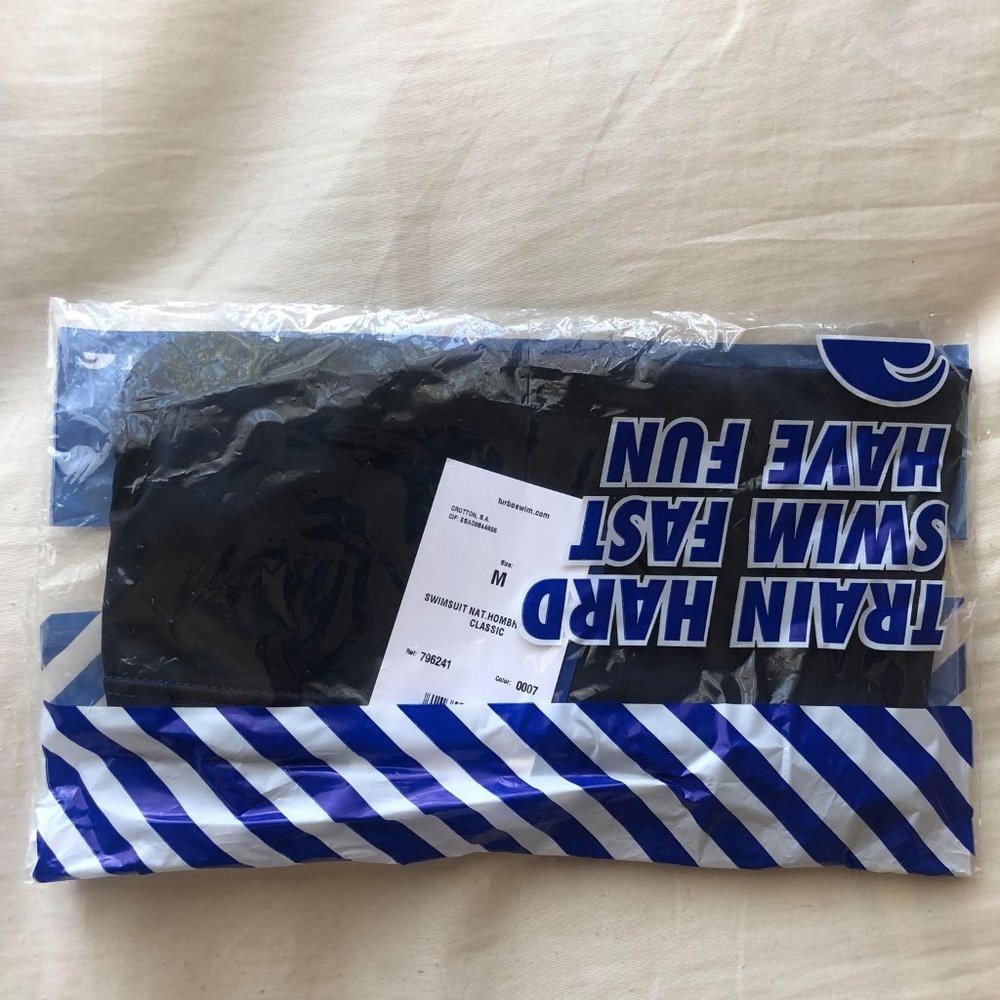 TRAIN HARD
SWIM FAST
HAVE FUN
turboswim.com
CROTTON, S.A.
Size:
M
SWIMSUIT NAT.HOMBR
CLASSIC
Ref: 796241
Color: 0007